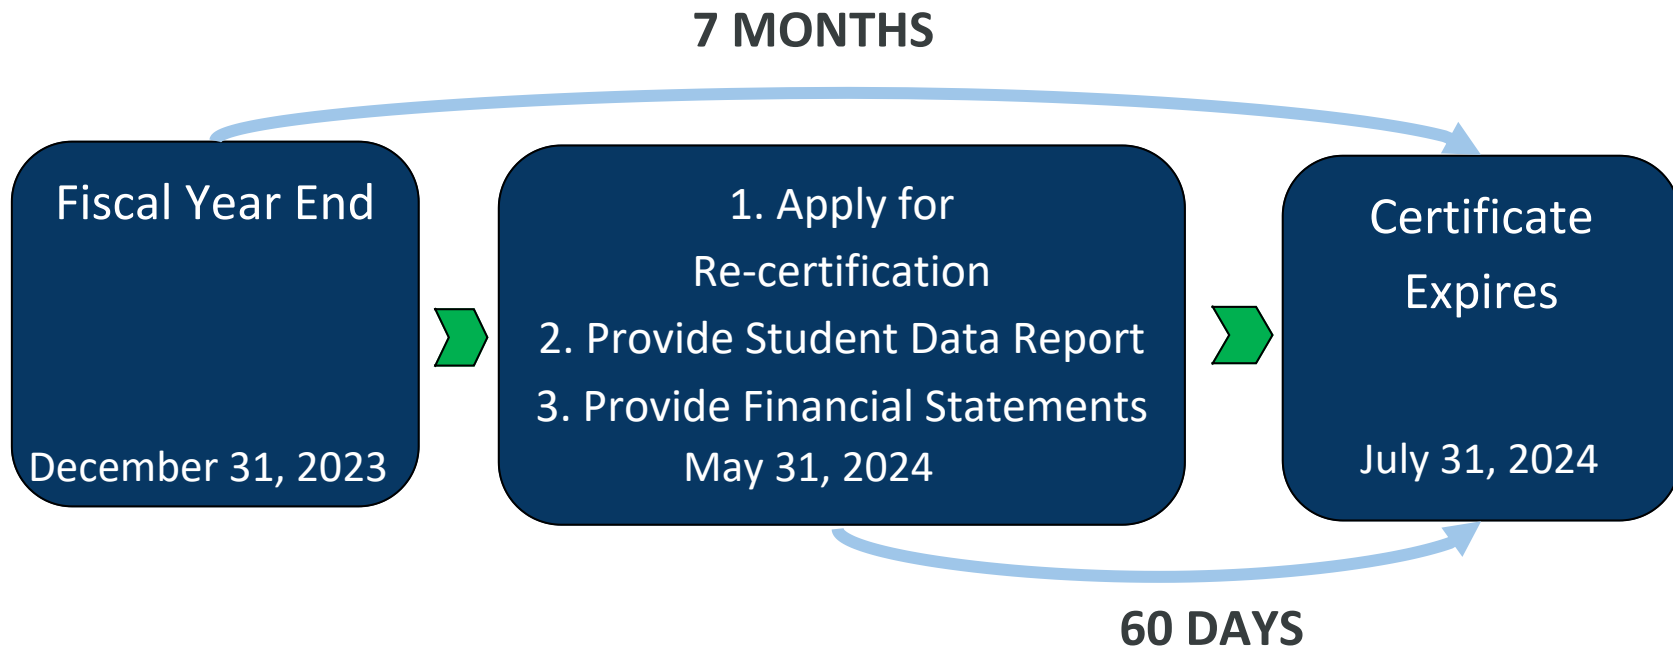 7 MONTHS
Fiscal Year End
December 31, 2023
1. Apply for
Re-certification
2. Provide Student Data Report
3. Provide Financial Statements
May 31, 2024
Certificate
Expires
July 31, 2024
60 DAYS